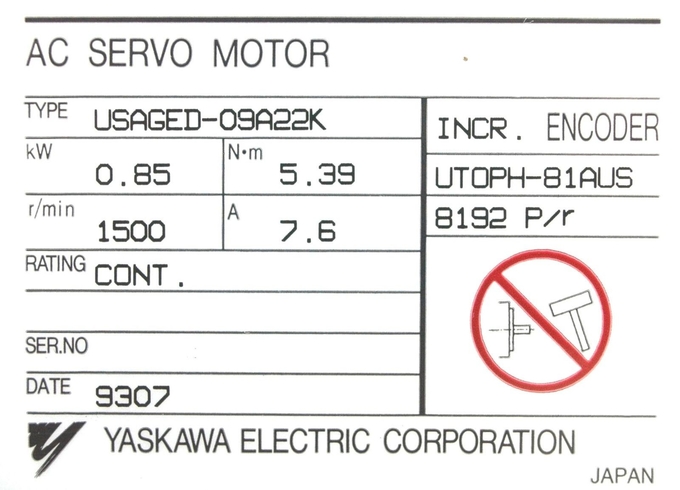 AC SERVO MOTOR
TYPE USAGED-09A22K
INCR. ENCODER
kW 0.85 N•m 5.39
UTOPH-81AUS
r/min 1500 A 7.6
8192 P/r
RATING CONT.
SER.NO
DATE 9307
YASKAWA ELECTRIC CORPORATION
JAPAN